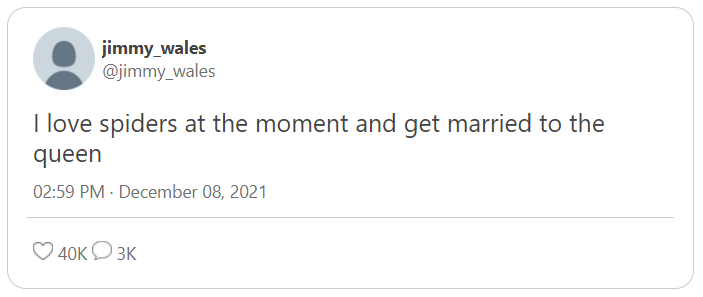 jimmy_wales
@jimmy_wales
I love spiders at the moment and get married to the
queen
02:59 PM · December 08, 2021
40K 3K